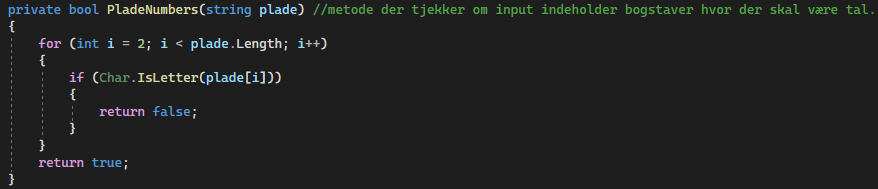 private bool PladeNumbers(string plade) //metode der tjekker om input indeholder bogstaver hvor der skal være tal.
{
    for (int i = 2; i < plade.Length; i++)
    {
        if (Char.IsLetter(plade[i]))
        {
            return false;
        }
    }
    return true;
}